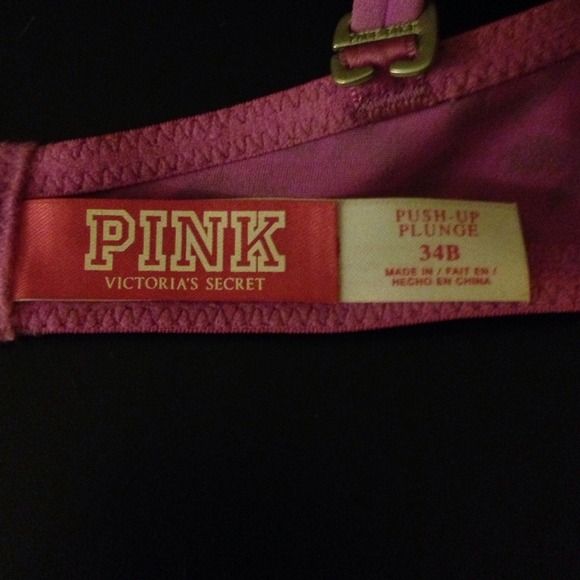 PINK
VICTORIA'S SECRET
PUSH-UP
PLUNGE
34B
MADE IN / FAIT EN /
HECHO EN CHINA